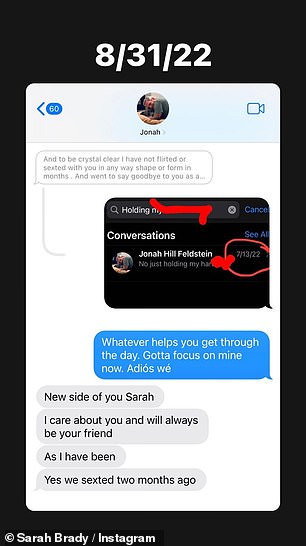 8/31/22
60
Jonah
And to be crystal clear I have not flirted or
sexted with you in any way shape or form in
months . And went to say goodbye to you as a...
Holding my
Cance
Conversations
See All
Jonah Hill Feldstein
7/13/22
No just holding my ha
Whatever helps you get through
the day. Gotta focus on mine
now. Adiós wé
New side of you Sarah
I care about you and will always
be your friend
As I have been
Yes we sexted two months ago
© Sarah Brady / Instagram